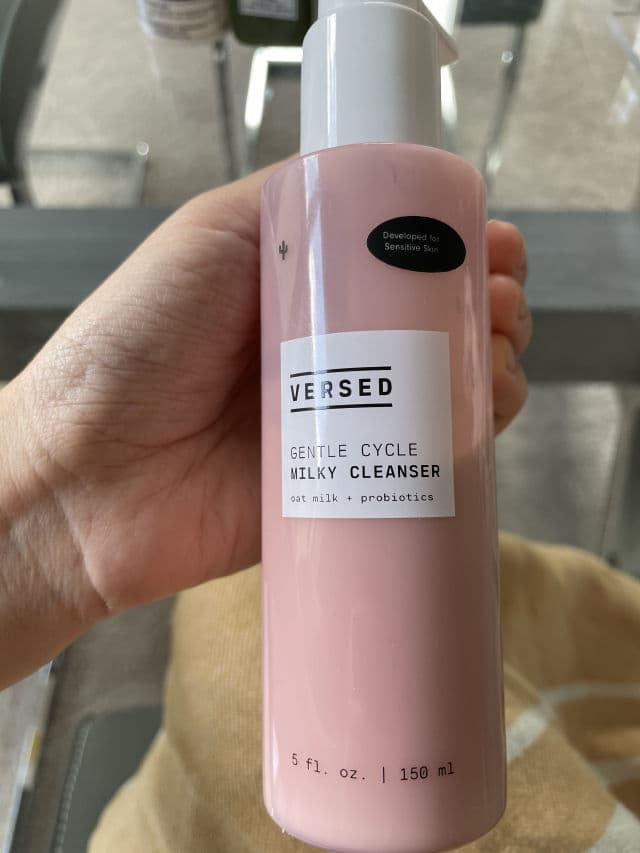 Developed for
Sensitive Skin
VERSED
GENTLE CYCLE
MILKY CLEANSER
oat milk + probiotics
5 fl. oz. | 150 ml